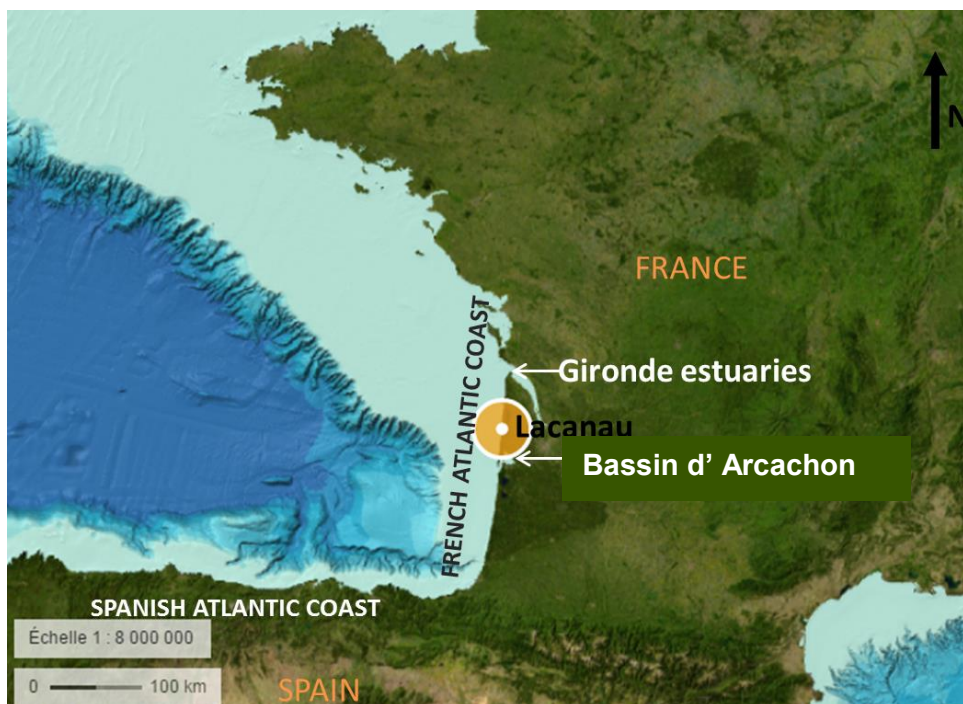 N
FRANCE
FRENCH ATLANTIC COAST
Gironde estuaries
Lacanau
Bassin d’ Arcachon
SPANISH ATLANTIC COAST
Échelle 1 : 8 000 000
0 100 km
SPAIN